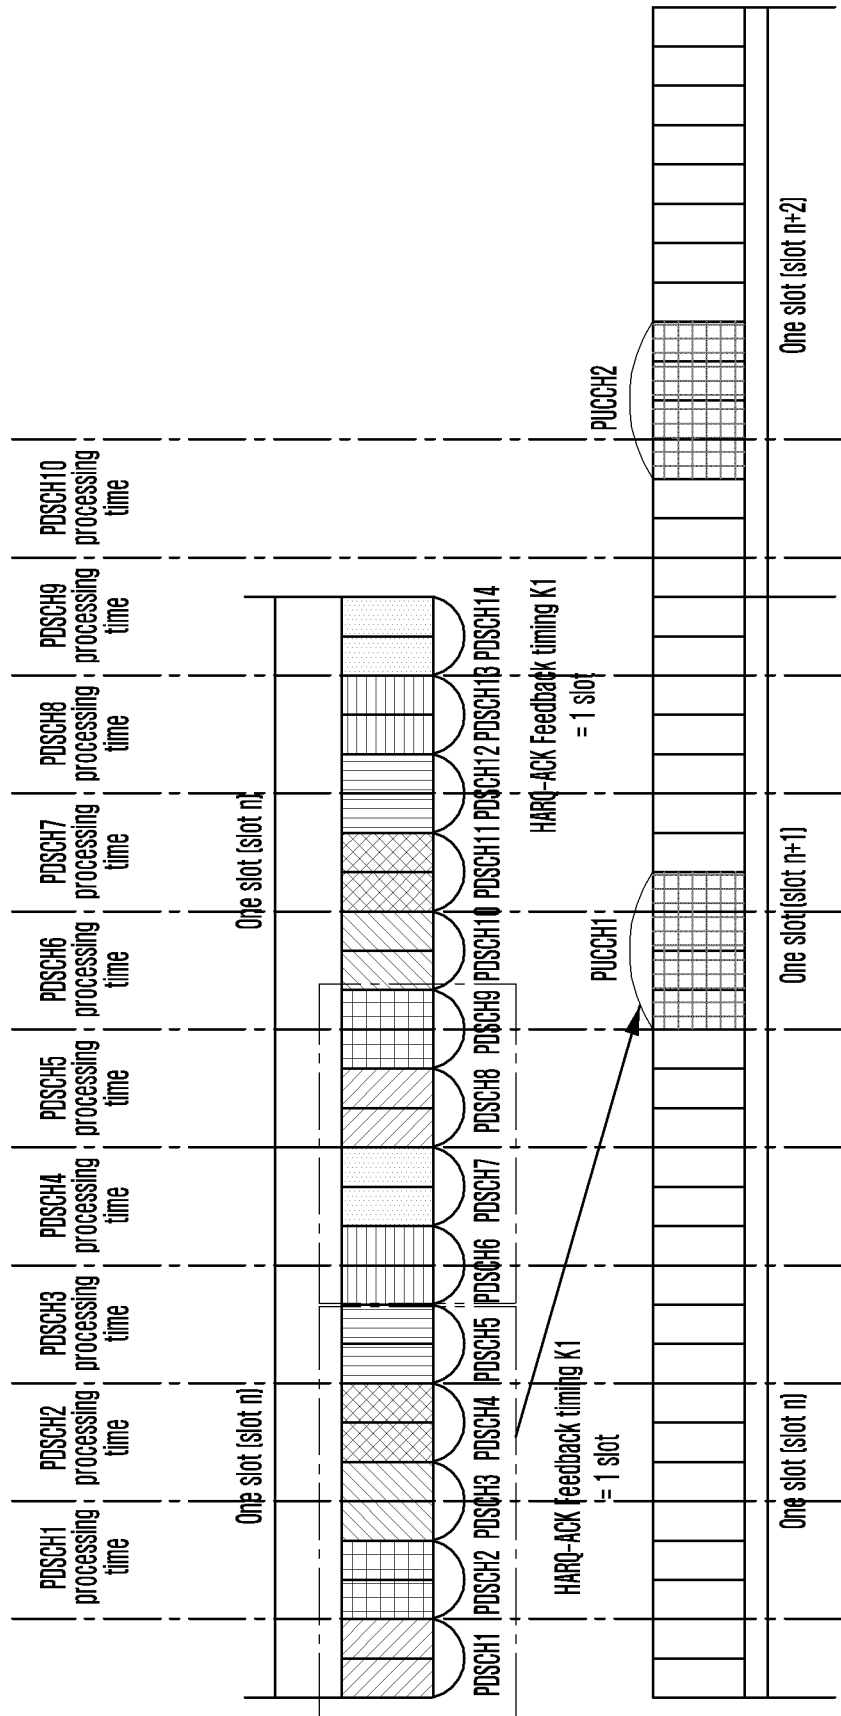 PDSCH1
processing
time
PDSCH2
processing
time
PDSCH3
processing
time
PDSCH4
processing
time
PDSCH5
processing
time
PDSCH6
processing
time
PDSCH7
processing
time
PDSCH8
processing
time
PDSCH9
processing
time
PDSCH10
processing
time
One slot (slot n)
One slot (slot n)
PDSCH1
PDSCH2
PDSCH3
PDSCH4
PDSCH5
PDSCH6
PDSCH7
PDSCH8
PDSCH9
PDSCH10
PDSCH11
PDSCH12
PDSCH13
PDSCH14
HARQ-ACK Feedback timing K1
= 1 slot
HARQ-ACK Feedback timing K1
= 1 slot
PUCCH1
PUCCH2
One slot (slot n)
One slot (slot n+1)
One slot (slot n+2)